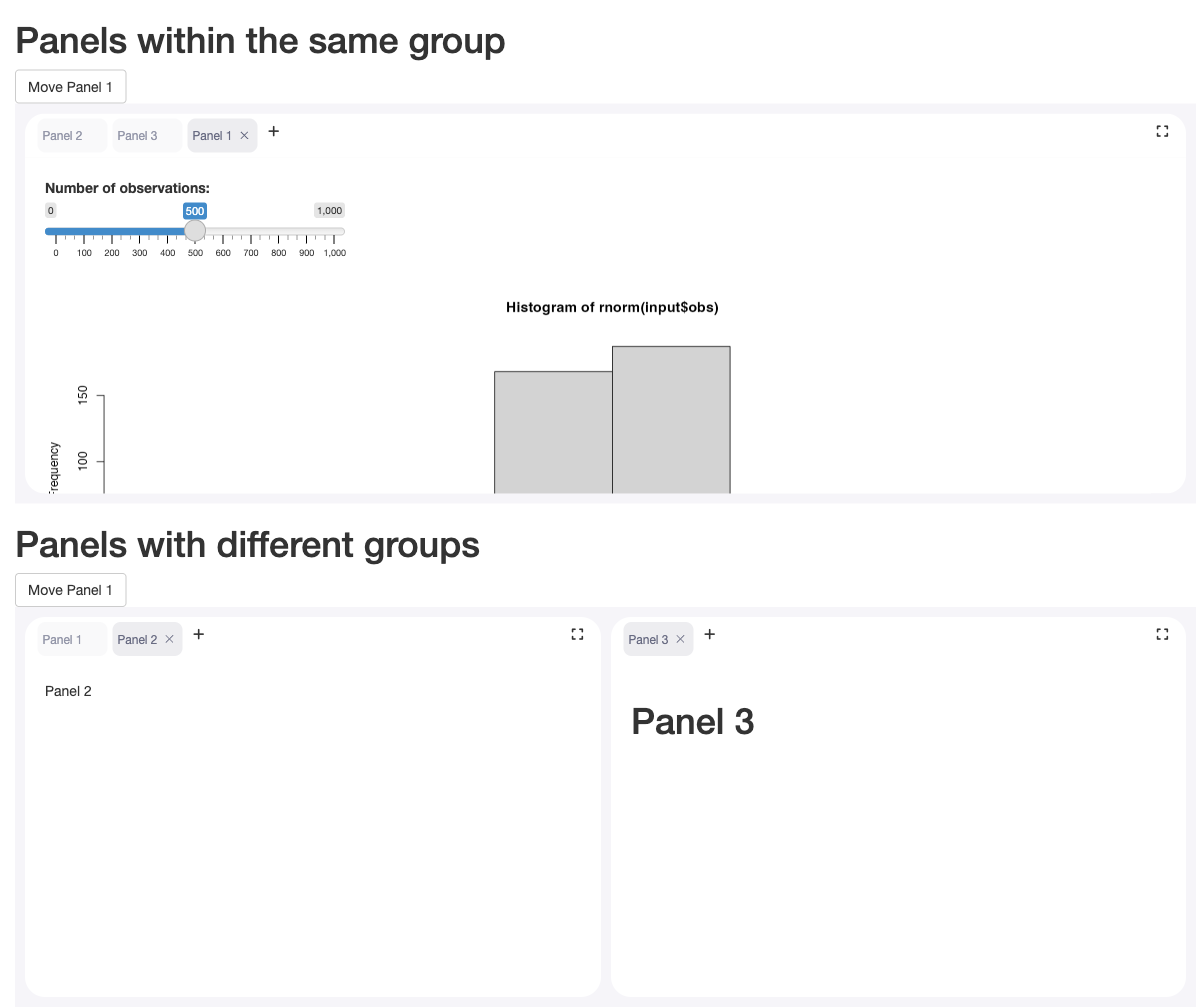 Panels within the same group
Move Panel 1
Panel 2 Panel 3 Panel 1 × +
Number of observations:
0 500 1,000
0 100 200 300 400 500 600 700 800 900 1,000
Histogram of rnorm(input$obs)
150
100
Frequency
Panels with different groups
Move Panel 1
Panel 1 Panel 2 × + Panel 3 × +
Panel 2
Panel 3